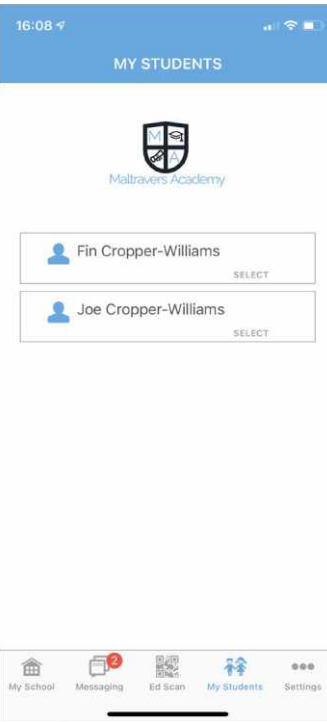 16:08
MY STUDENTS
M
A
Maltravers Academy
Fin Cropper-Williams
SELECT
Joe Cropper-Williams
SELECT
2
My School Messaging Ed Scan My Students Settings